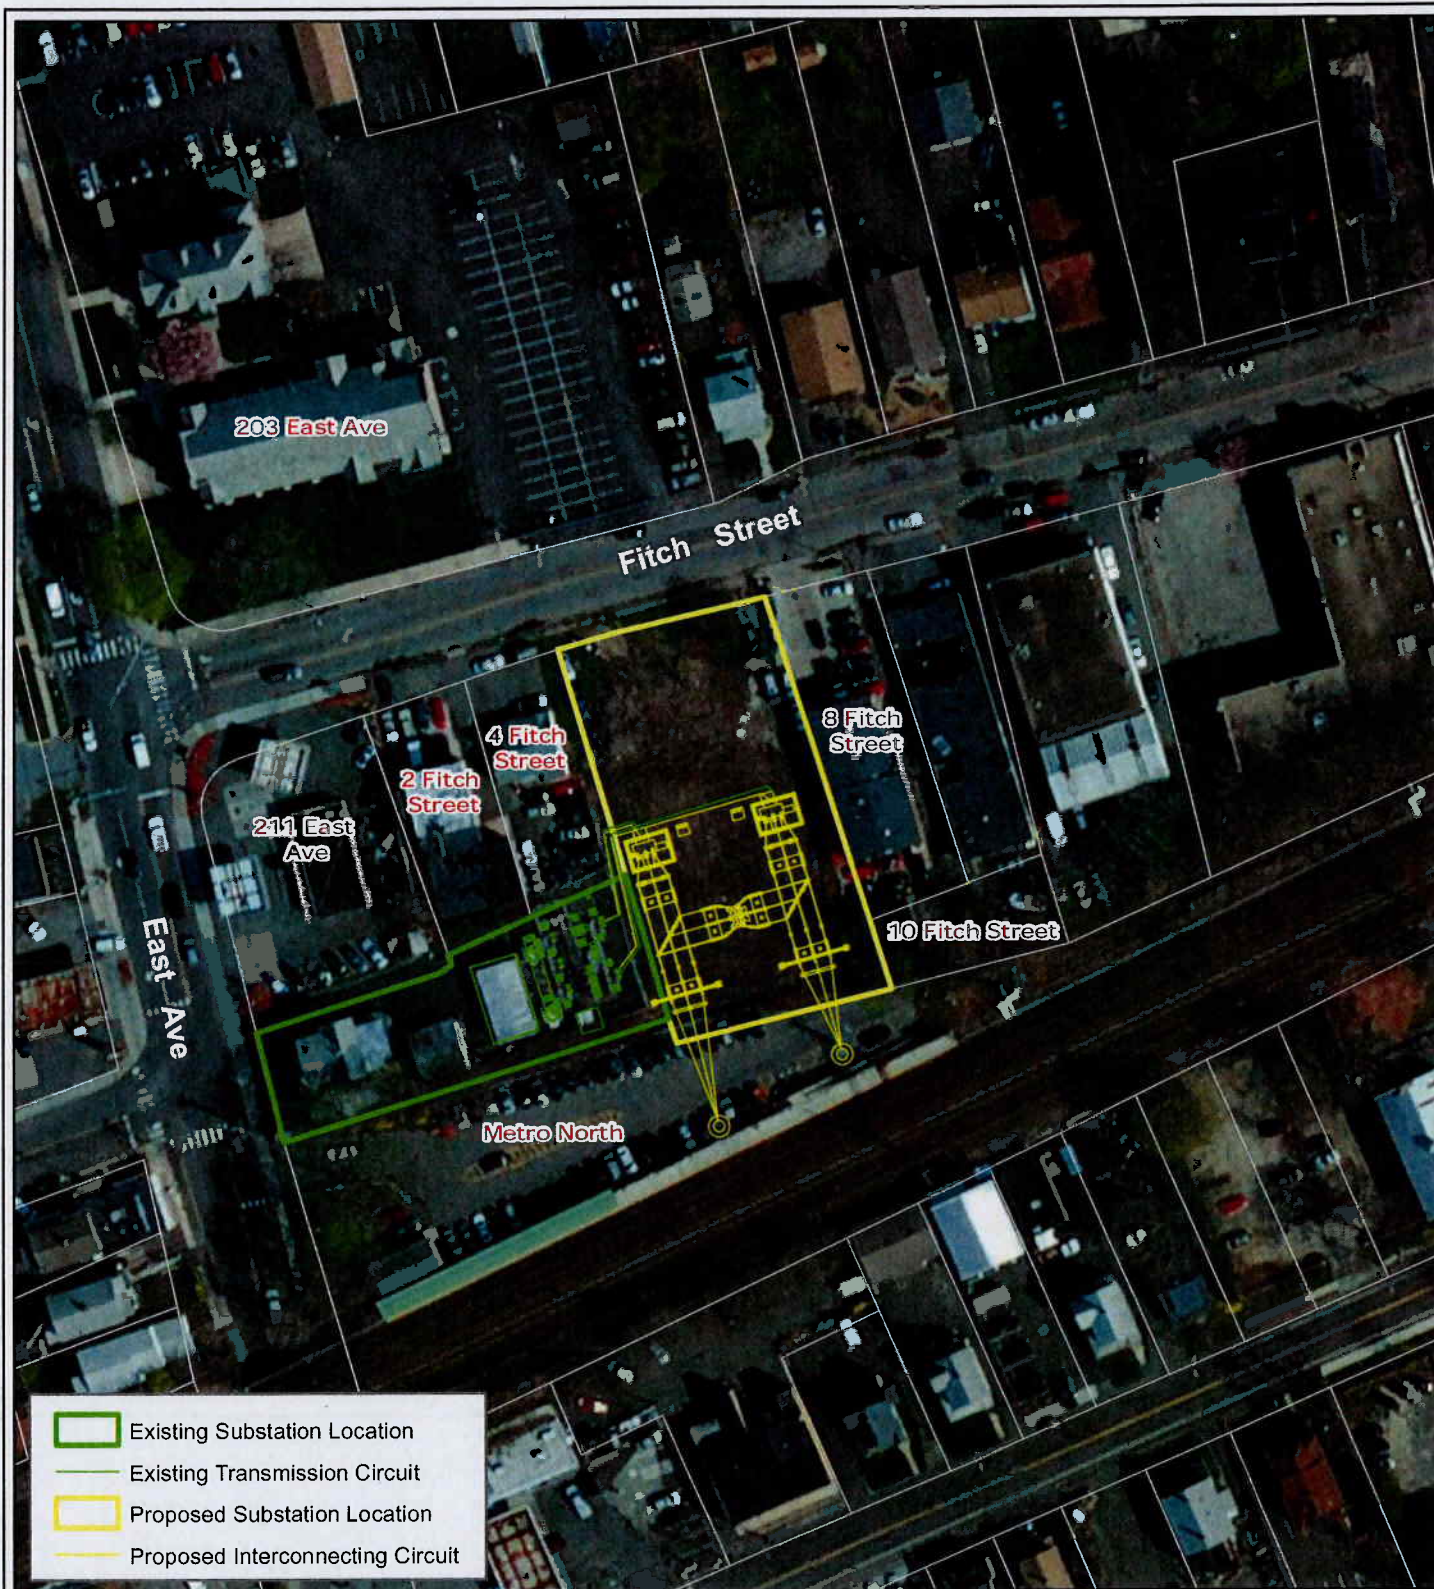 203 East Ave
Fitch Street
4 Fitch
Street
8 Fitch
Street
2 Fitch
Street
211 East
Ave
10 Fitch Street
East Ave
Metro North
Existing Substation Location
Existing Transmission Circuit
Proposed Substation Location
Proposed Interconnecting Circuit